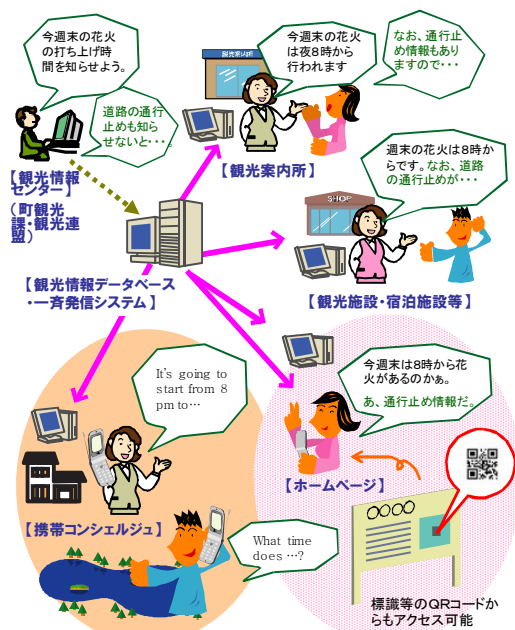 今週末の花火
の打ち上げ時
間を知らせよう。
道路の通行
止めも知ら
せないと・・・。
【観光情報
センター】
(町観光
課・観光連
盟)
観光案内所
今週末の花火
は夜8時から
行われます
なお、通行止
め情報もあり
ますので・・・
【観光案内所】
週末の花火は8時か
らです。なお、道路
の通行止めが・・・
SHOP
【観光施設・宿泊施設等】
【観光情報データベース
・一斉発信システム】
It's going to
start from 8
pm to…
【携帯コンシェルジュ】
What time
does …?
今週末は8時から花
火があるのかぁ。
あ、通行止め情報だ。
【ホームページ】
○○○○
標識等のQRコードか
らもアクセス可能